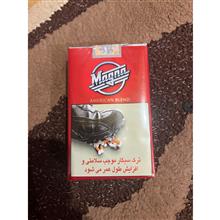 Magna
AMERICAN BLEND
ترک سیگار موجب سلامتی و
افزایش طول عمر می شود